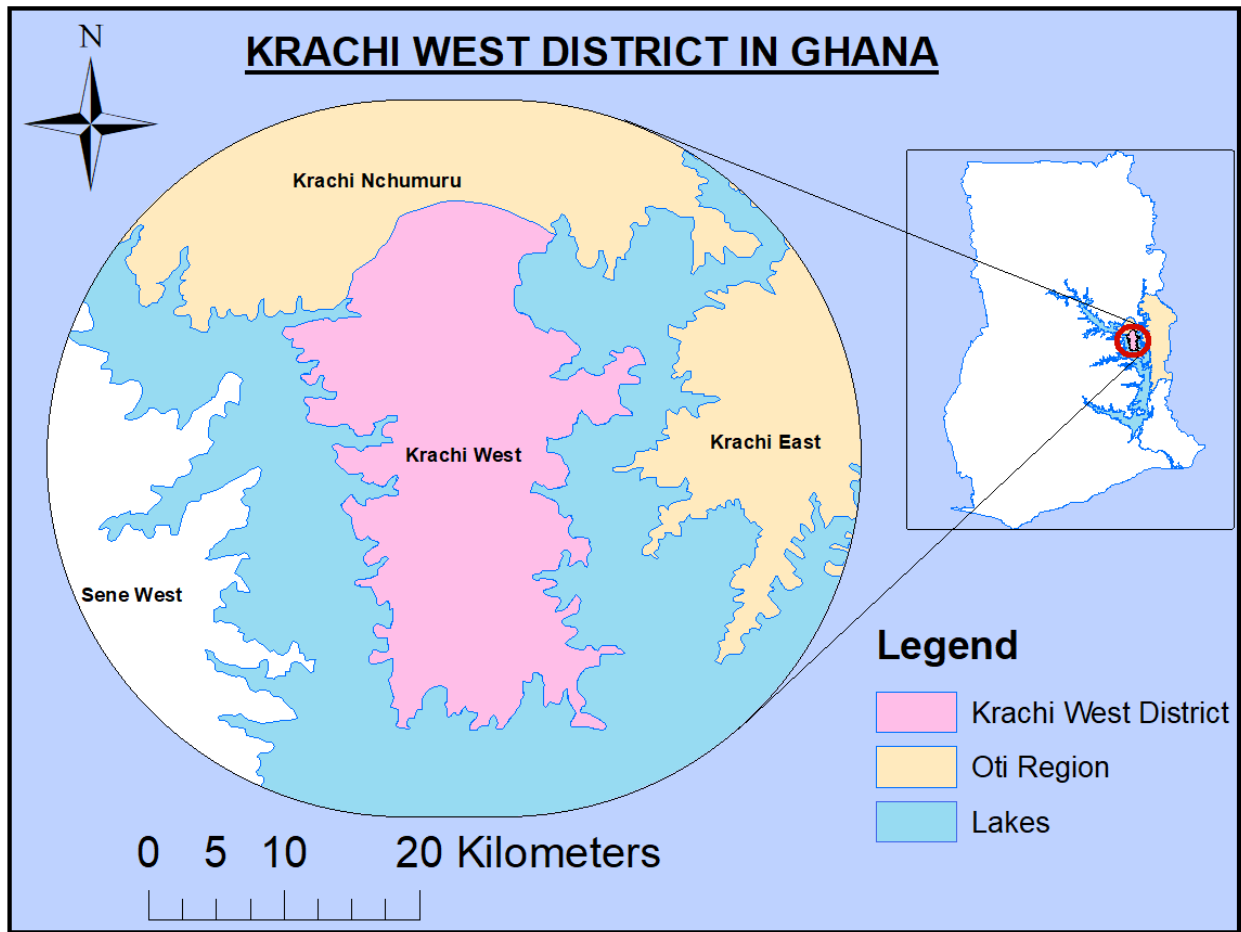 N
KRACHI WEST DISTRICT IN GHANA
Krachi Nchumuru
Krachi East
Krachi West
Sene West
Legend
Krachi West District
Oti Region
Lakes
0 5 10 20 Kilometers